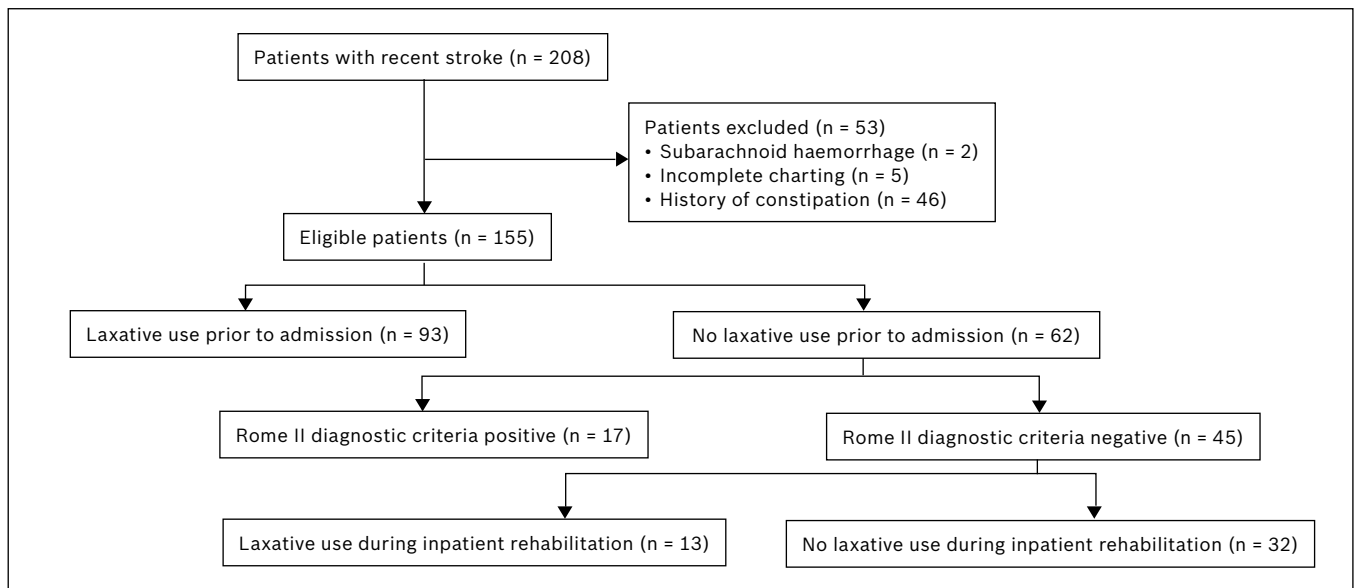 Patients with recent stroke (n = 208)
Patients excluded (n = 53)
• Subarachnoid haemorrhage (n = 2)
• Incomplete charting (n = 5)
• History of constipation (n = 46)
Eligible patients (n = 155)
Laxative use prior to admission (n = 93)
No laxative use prior to admission (n = 62)
Rome II diagnostic criteria positive (n = 17)
Rome II diagnostic criteria negative (n = 45)
Laxative use during inpatient rehabilitation (n = 13)
No laxative use during inpatient rehabilitation (n = 32)